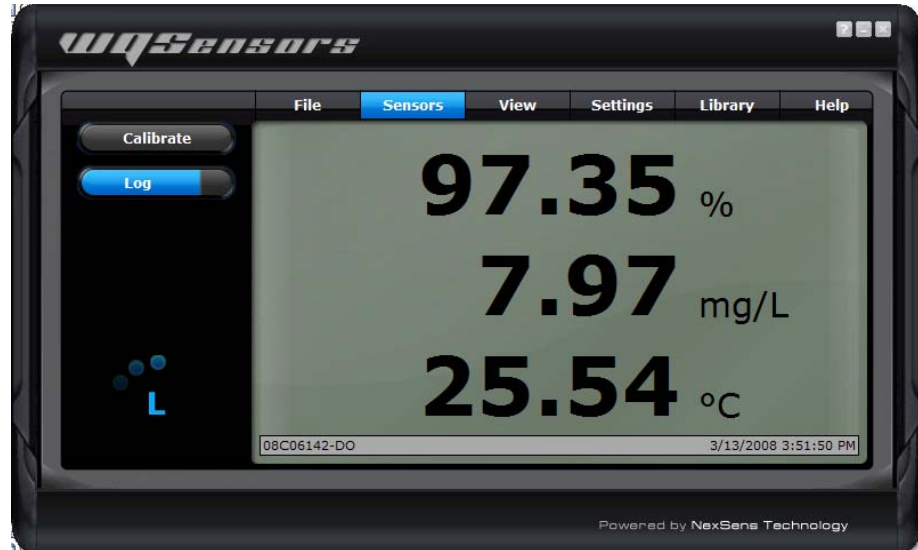 WQSensors
? - ×
File Sensors View Settings Library Help
Calibrate
Log
97.35 %
7.97 mg/L
25.54 °C
L
08C06142-DO 3/13/2008 3:51:50 PM
Powered by NexSens Technology